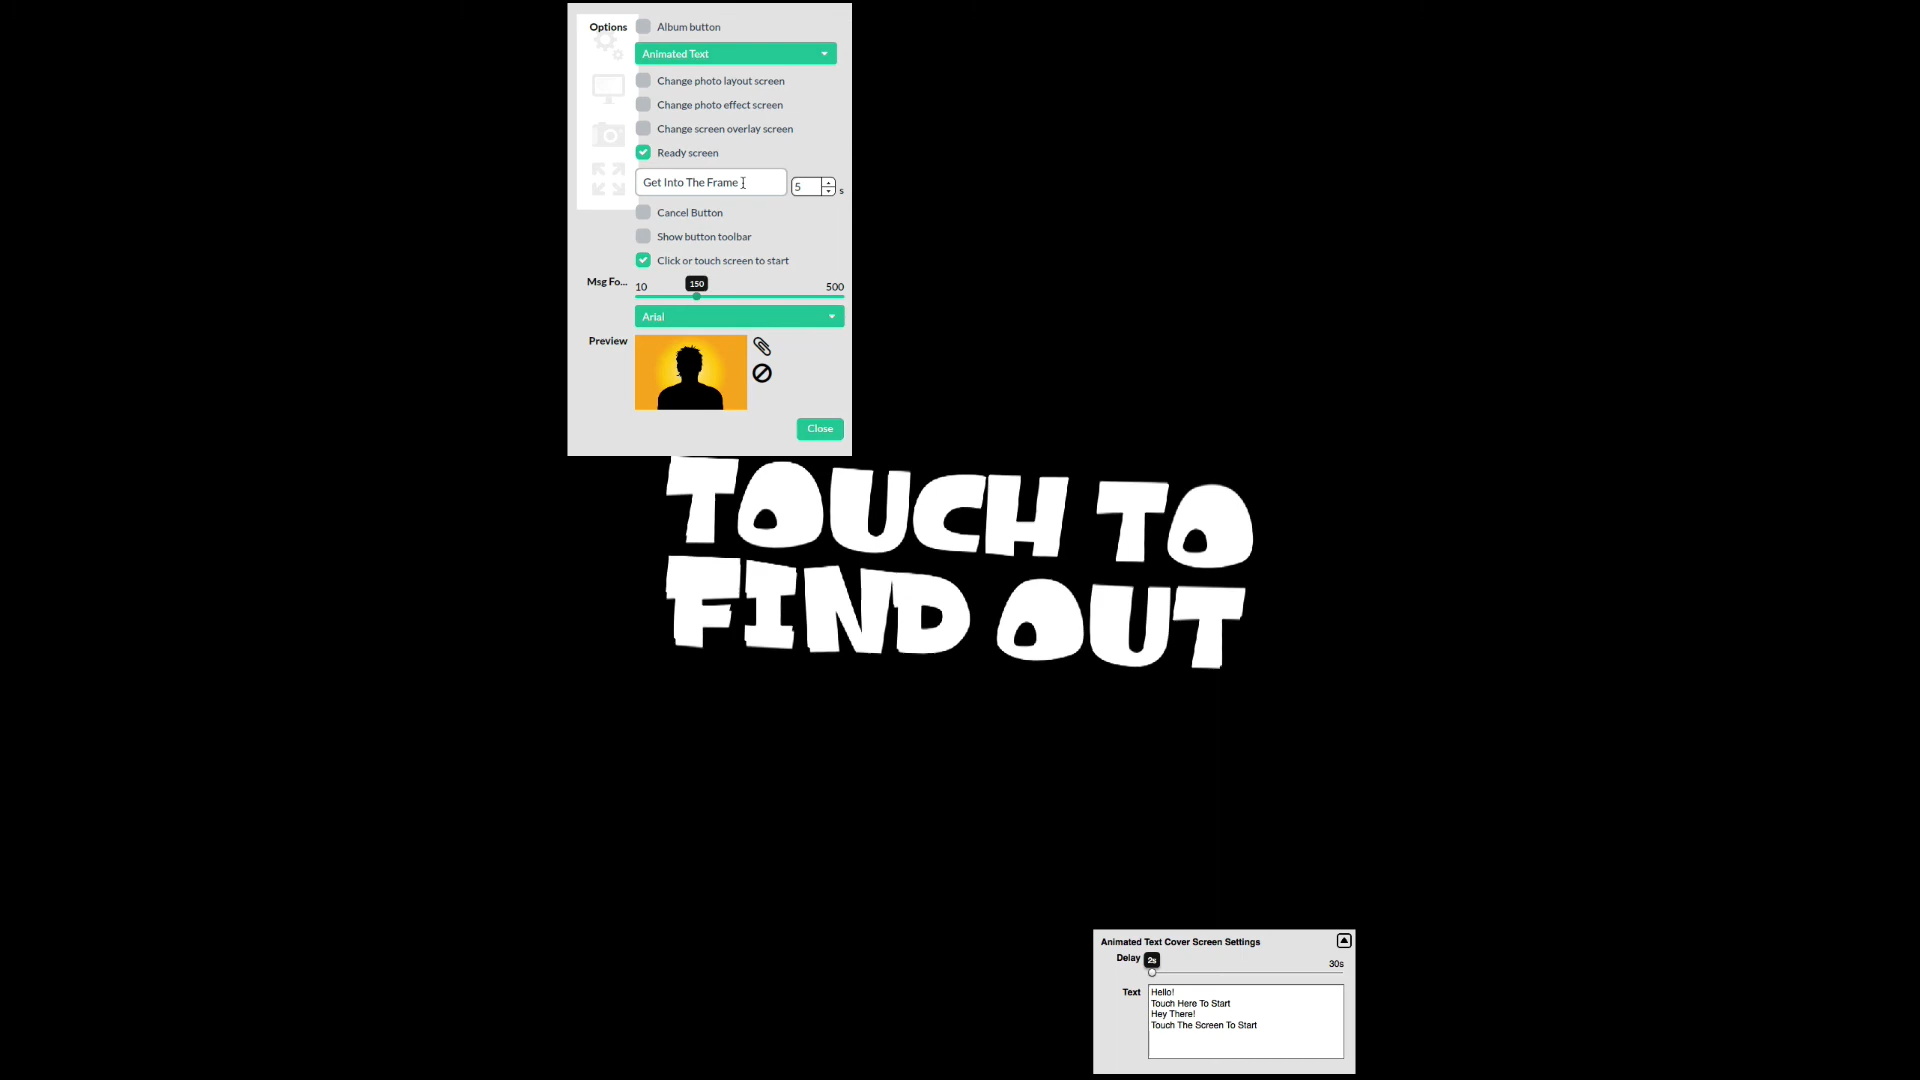 Options
Album button
Animated Text
Change photo layout screen
Change photo effect screen
Change screen overlay screen
Ready screen
Get Into The Frame
5
s
Cancel Button
Show button toolbar
Click or touch screen to start
Msg Fo...
10
150
500
Arial
Preview
Close
TOUCH TO
FIND OUT
Animated Text Cover Screen Settings
Delay
2s
30s
Text
Hello!
Touch Here To Start
Hey There!
Touch The Screen To Start